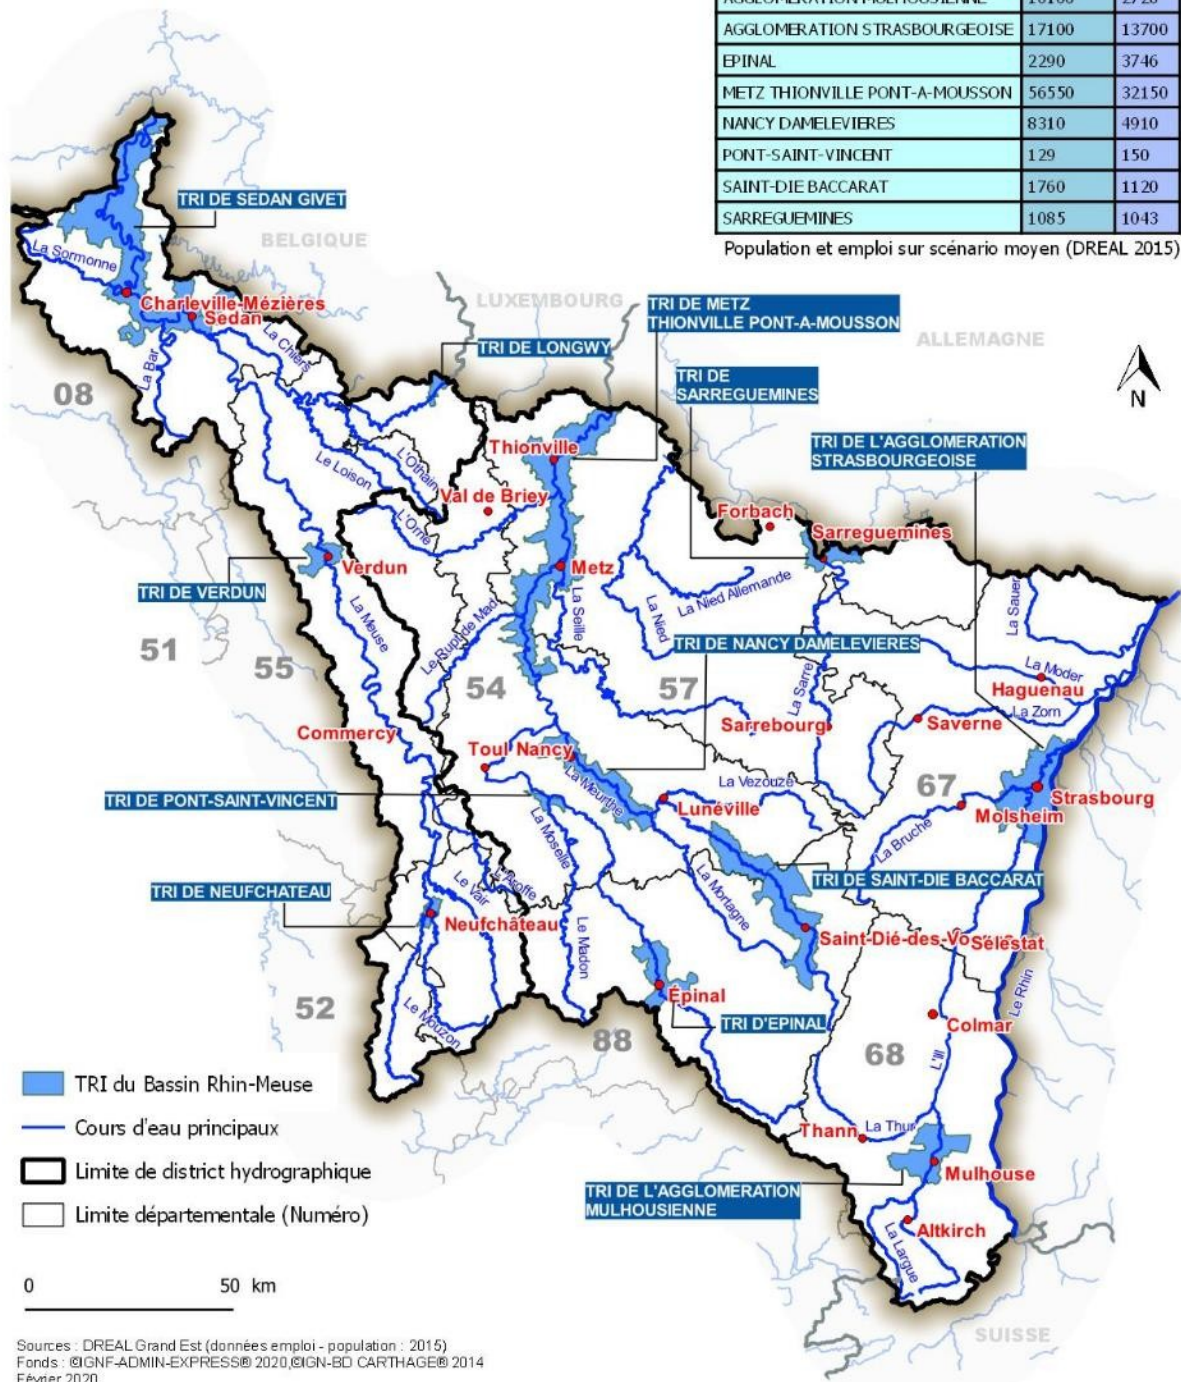 AGGLOMERATION STRASBOURGEOISE 17100 13700
EPINAL 2290 3746
METZ THIONVILLE PONT-A-MOUSSON 56550 32150
NANCY DAMELEVIERES 8310 4910
PONT-SAINT-VINCENT 129 150
SAINT-DIE BACCARAT 1760 1120
SARREGUEMINES 1085 1043
Population et emploi sur scénario moyen (DREAL 2015)
TRI DE SEDAN GIVET
BELGIQUE
La Sormonne
Charleville-Mézières
Sedan
La Chiers
La Bar
08
LUXEMBOURG
TRI DE METZ
THIONVILLE PONT-A-MOUSSON
ALLEMAGNE
TRI DE LONGWY
TRI DE
SARREGUEMINES
N
TRI DE L'AGGLOMERATION
STRASBOURGEOISE
Thionville
L'Othain
Le Loison
Val de Briey
L'Orne
Forbach
Sarreguemines
Verdun
Metz
TRI DE VERDUN
La Meuse
La Seille
La Nied Allemande
La Nied
La Sauer
Le Rupt de Mad
TRI DE NANCY DAMELEVIERES
51
55
54
57
La Sarre
La Moder
Haguenau
Commercy
Sarrebourg
Saverne
La Zorn
Toul
Nancy
La Meurthe
La Vezouze
67
TRI DE PONT-SAINT-VINCENT
Lunéville
Strasbourg
Molsheim
La Moselle
La Bruche
TRI DE NEUFCHATEAU
Le Vair
L'Aroffe
La Mortagne
TRI DE SAINT-DIE BACCARAT
Neufchâteau
Le Madon
Saint-Dié-des-Vo
Sélestat
52
Le Mouzon
Épinal
Le Rhin
TRI D'EPINAL
Colmar
88
68
L'Ill
Thann
La Thur
Mulhouse
TRI DE L'AGGLOMERATION
MULHOUSIENNE
Altkirch
La Largue
SUISSE
TRI du Bassin Rhin-Meuse
Cours d'eau principaux
Limite de district hydrographique
Limite départementale (Numéro)
0 50 km
Sources : DREAL Grand Est (données emploi - population : 2015)
Fonds : ©IGNF-ADMIN-EXPRESS® 2020,©IGN-BD CARTHAGE® 2014
Février 2020